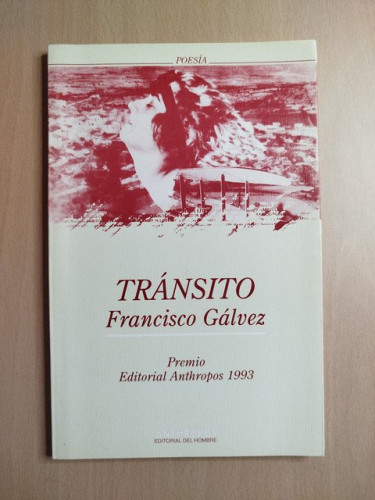 POESÍA
TRÁNSITO
Francisco Gálvez
Premio
Editorial Anthropos 1993
EDITORIAL DEL HOMBRE